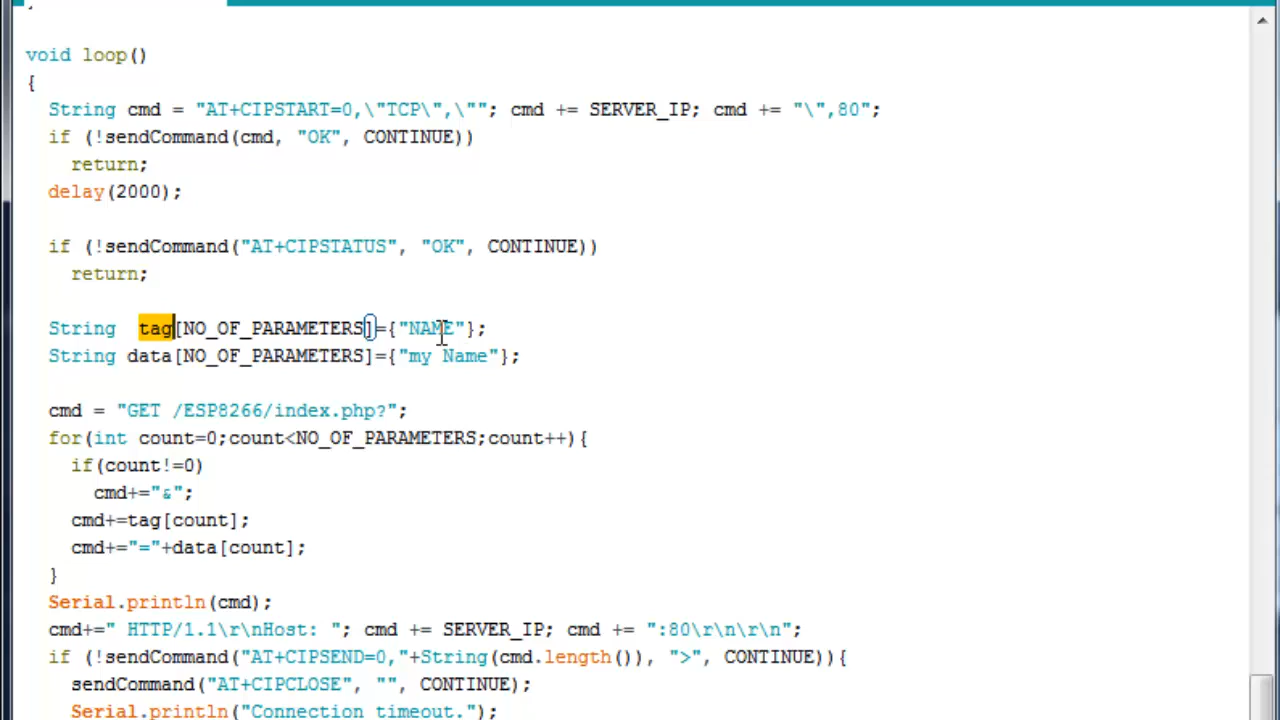 void loop()
{
String cmd = "AT+CIPSTART=0,\"TCP\",\""; cmd += SERVER_IP; cmd += "\",80";
if (!sendCommand(cmd, "OK", CONTINUE))
return;
delay(2000);
if (!sendCommand("AT+CIPSTATUS", "OK", CONTINUE))
return;
String  tag[NO_OF_PARAMETERS]={"NAME"};
String data[NO_OF_PARAMETERS]={"my Name"};
cmd = "GET /ESP8266/index.php?";
for(int count=0;count<NO_OF_PARAMETERS;count++){
if(count!=0)
cmd+="&";
cmd+=tag[count];
cmd+="="+data[count];
}
Serial.println(cmd);
cmd+=" HTTP/1.1\r\nHost: "; cmd += SERVER_IP; cmd += ":80\r\n\r\n";
if (!sendCommand("AT+CIPSEND=0,"+String(cmd.length()), ">", CONTINUE)){
sendCommand("AT+CIPCLOSE", "", CONTINUE);
Serial.println("Connection timeout.");